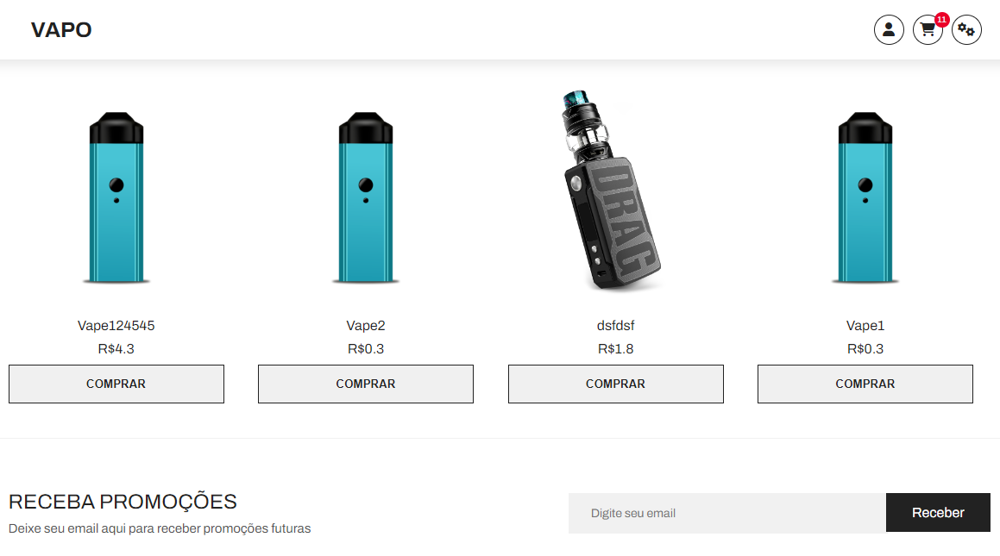 VAPO
11
DRAG
Vape124545
Vape2
dsfdsf
Vape1
R$4.3
R$0.3
R$1.8
R$0.3
COMPRAR
COMPRAR
COMPRAR
COMPRAR
RECEBA PROMOÇÕES
Deixe seu email aqui para receber promoções futuras
Digite seu email
Receber